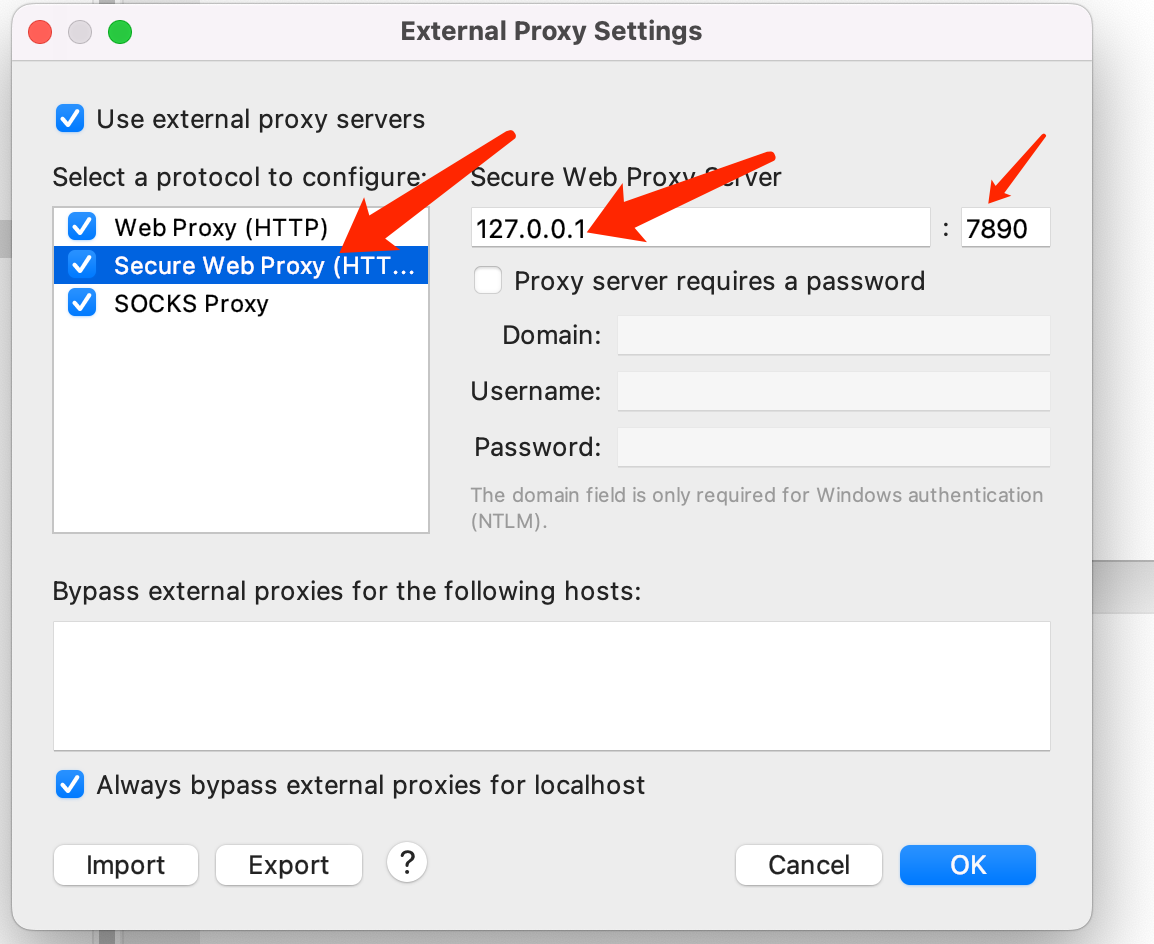 External Proxy Settings
Use external proxy servers
Select a protocol to configure:
Web Proxy (HTTP)
Secure Web Proxy (HTT...
SOCKS Proxy
Secure Web Proxy Server
127.0.0.1 : 7890
Proxy server requires a password
Domain:
Username:
Password:
The domain field is only required for Windows authentication
(NTLM).
Bypass external proxies for the following hosts:
Always bypass external proxies for localhost
Import Export ? Cancel OK